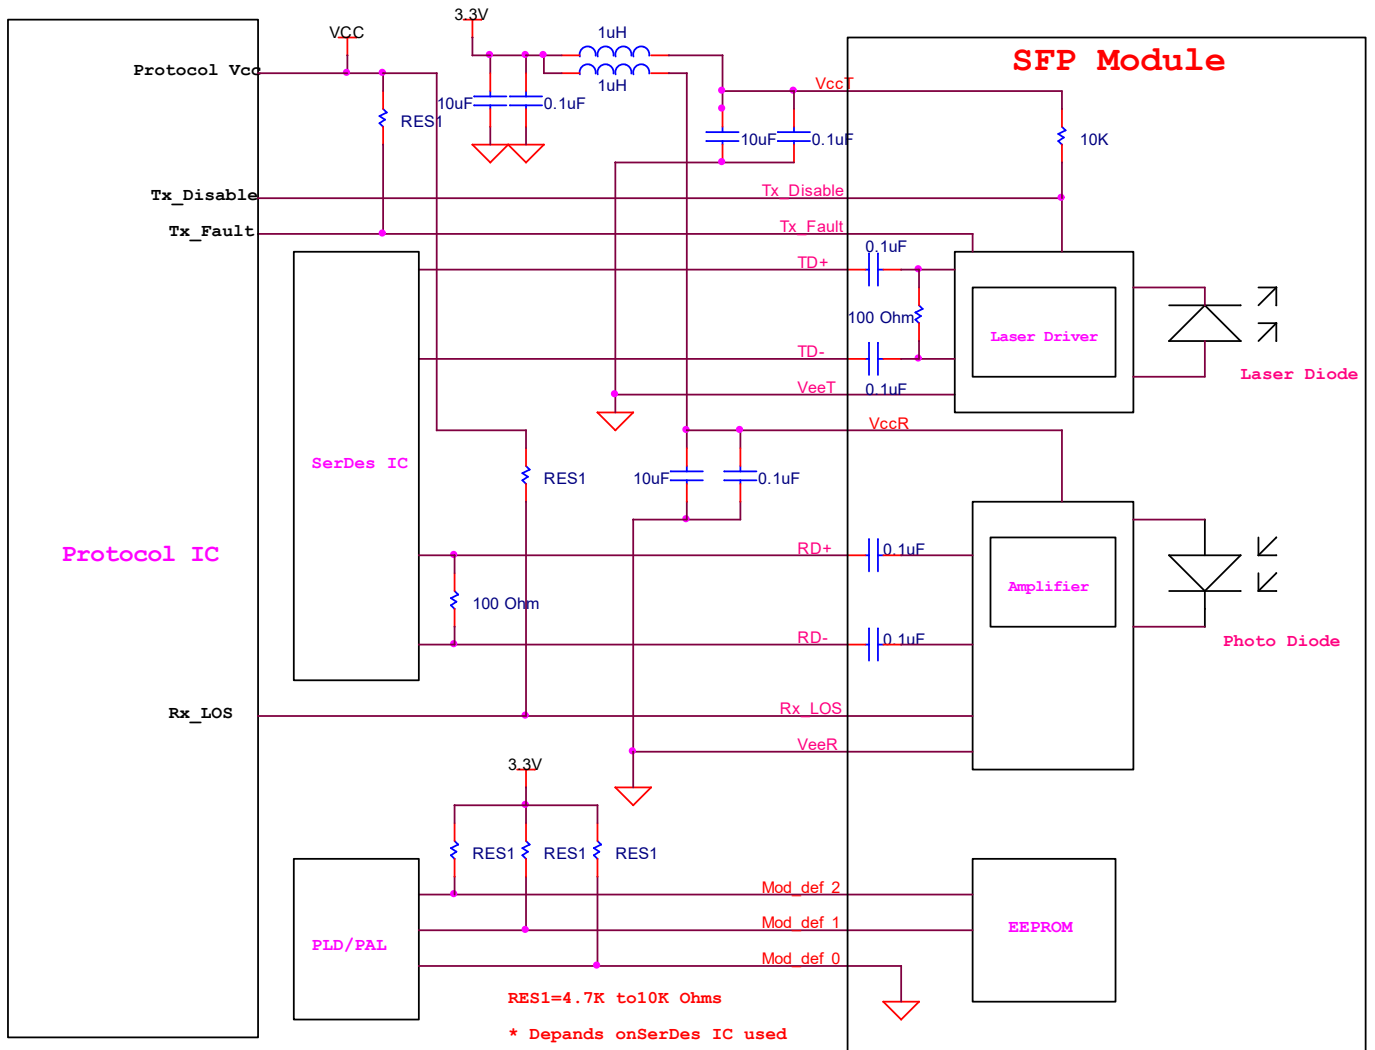 3.3V
VCC
1uH
SFP Module
Protocol Vcc
1uH
VccT
10uF
0.1uF
RES1
10uF
0.1uF
10K
Tx_Disable
Tx_Disable
Tx_Fault
Tx_Fault
0.1uF
TD+
100 Ohm
Laser Driver
TD-
Laser Diode
VeeT
0.1uF
VccR
SerDes IC
RES1
10uF
0.1uF
Protocol IC
RD+
0.1uF
Amplifier
100 Ohm
RD-
0.1uF
Photo Diode
Rx_LOS
Rx_LOS
VeeR
3.3V
RES1
RES1
RES1
Mod_def 2
Mod_def 1
EEPROM
PLD/PAL
Mod_def 0
RES1=4.7K to10K Ohms
* Depands onSerDes IC used